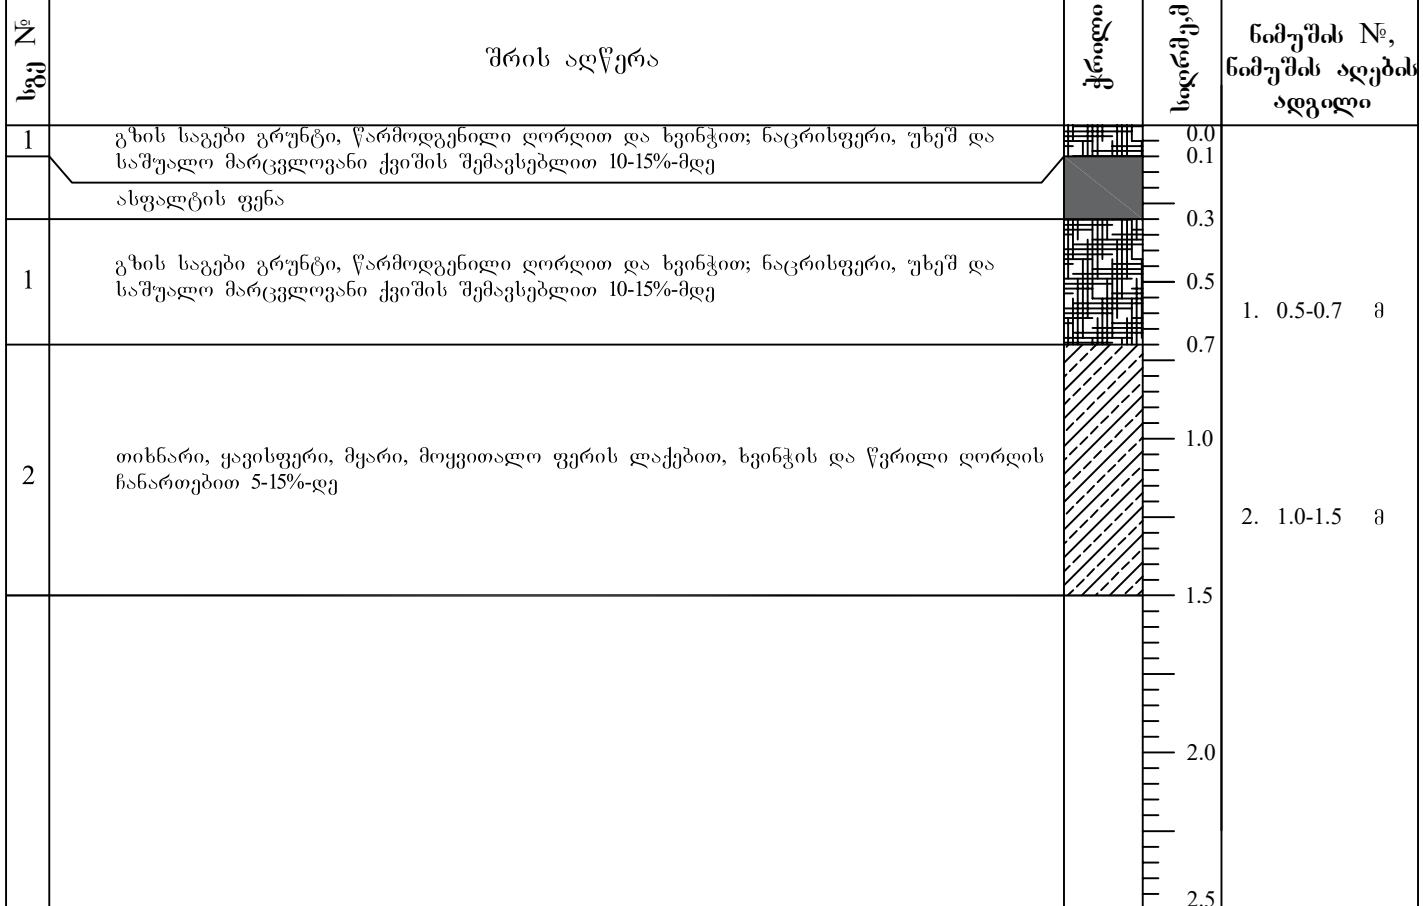 სგე №
შრის აღწერა
ჭრილი
სიღრმე,მ
ნიმუშის №,
ნიმუშის აღების
ადგილი
1
გზის საგები გრუნტი, წარმოდგენილი ღორღით და ხვინჭით; ნაცრისფერი, უხეშ და
საშუალო მარცვლოვანი ქვიშის შემავსებლით 10-15%-მდე
0.0
0.1
ასფალტის ფენა
0.3
1
გზის საგები გრუნტი, წარმოდგენილი ღორღით და ხვინჭით; ნაცრისფერი, უხეშ და
საშუალო მარცვლოვანი ქვიშის შემავსებლით 10-15%-მდე
0.5
1. 0.5-0.7 მ
0.7
2
თიხნარი, ყავისფერი, მყარი, მოყვითალო ფერის ლაქებით, ხვინჭის და წვრილი ღორღის
ჩანართებით 5-15%-დე
1.0
2. 1.0-1.5 მ
1.5
2.0
2.5